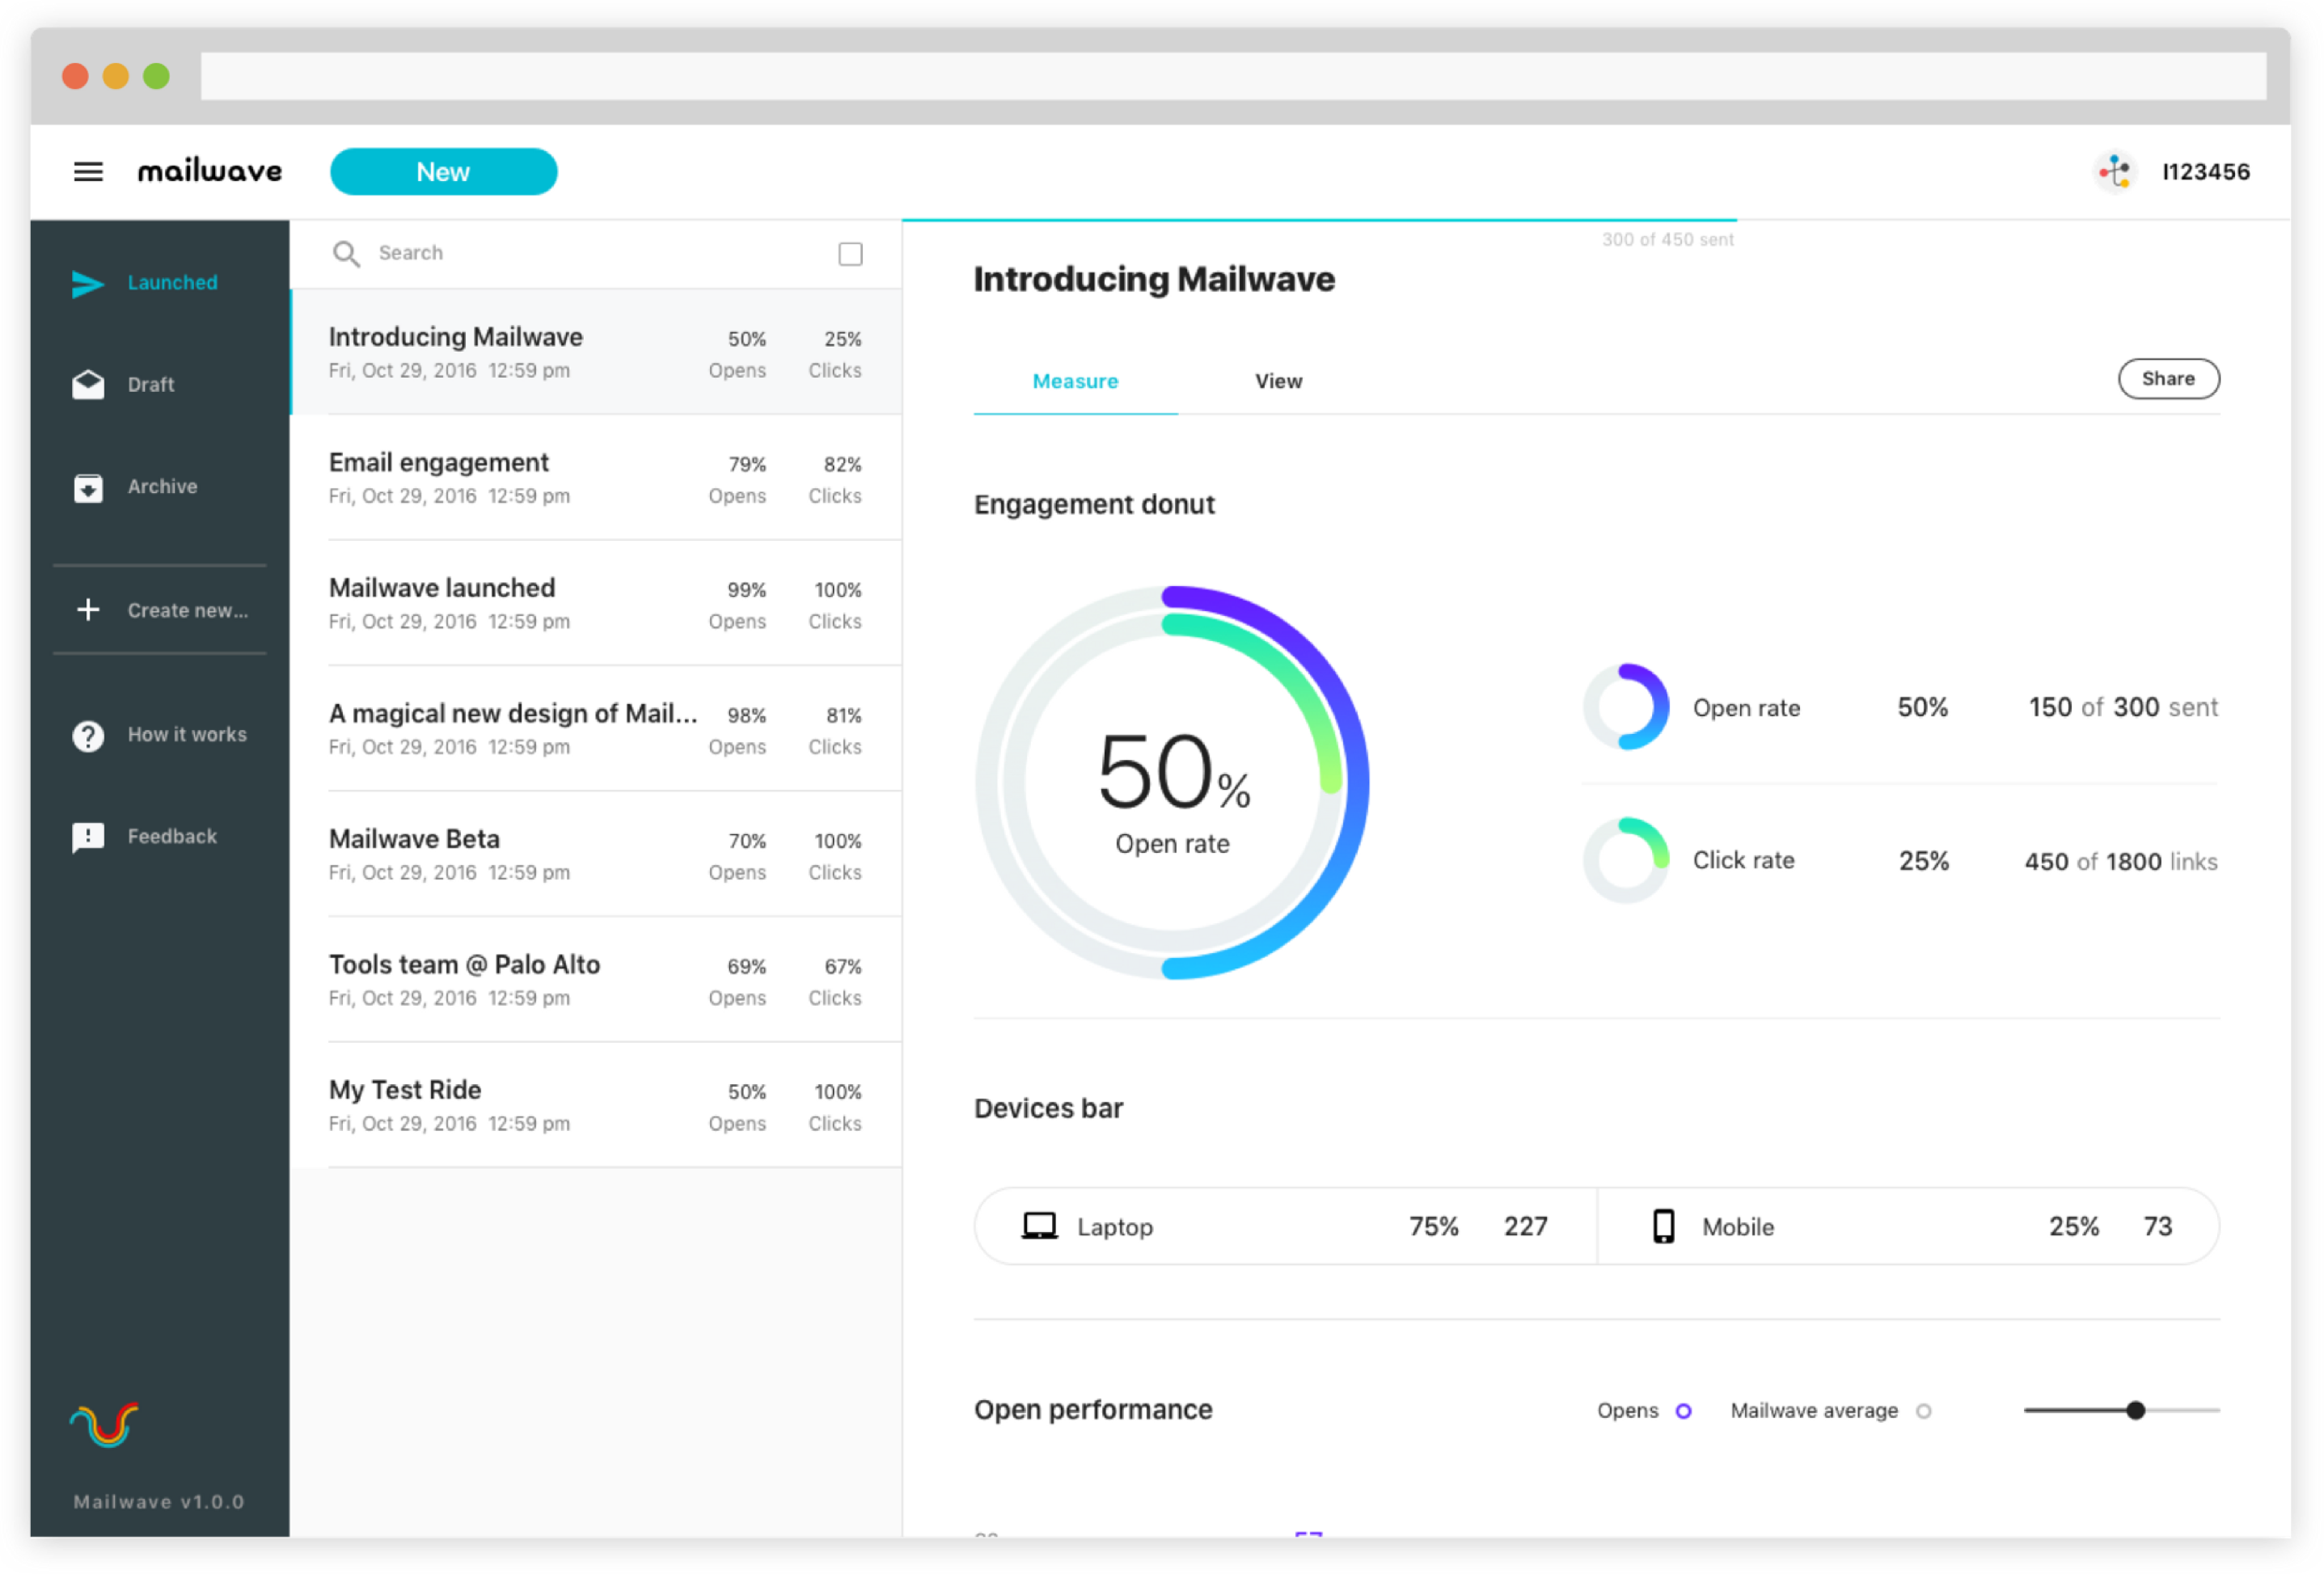 mailwave
New
I123456
Launched
Draft
Archive
Create new...
How it works
Feedback
Mailwave v1.0.0
Search
Introducing Mailwave 50% 25%
Fri, Oct 29, 2016 12:59 pm Opens Clicks
Email engagement 79% 82%
Fri, Oct 29, 2016 12:59 pm Opens Clicks
Mailwave launched 99% 100%
Fri, Oct 29, 2016 12:59 pm Opens Clicks
A magical new design of Mail... 98% 81%
Fri, Oct 29, 2016 12:59 pm Opens Clicks
Mailwave Beta 70% 100%
Fri, Oct 29, 2016 12:59 pm Opens Clicks
Tools team @ Palo Alto 69% 67%
Fri, Oct 29, 2016 12:59 pm Opens Clicks
My Test Ride 50% 100%
Fri, Oct 29, 2016 12:59 pm Opens Clicks
300 of 450 sent
Introducing Mailwave
Measure View Share
Engagement donut
50%
Open rate
Open rate 50% 150 of 300 sent
Click rate 25% 450 of 1800 links
Devices bar
Laptop 75% 227 Mobile 25% 73
Open performance Opens Mailwave average